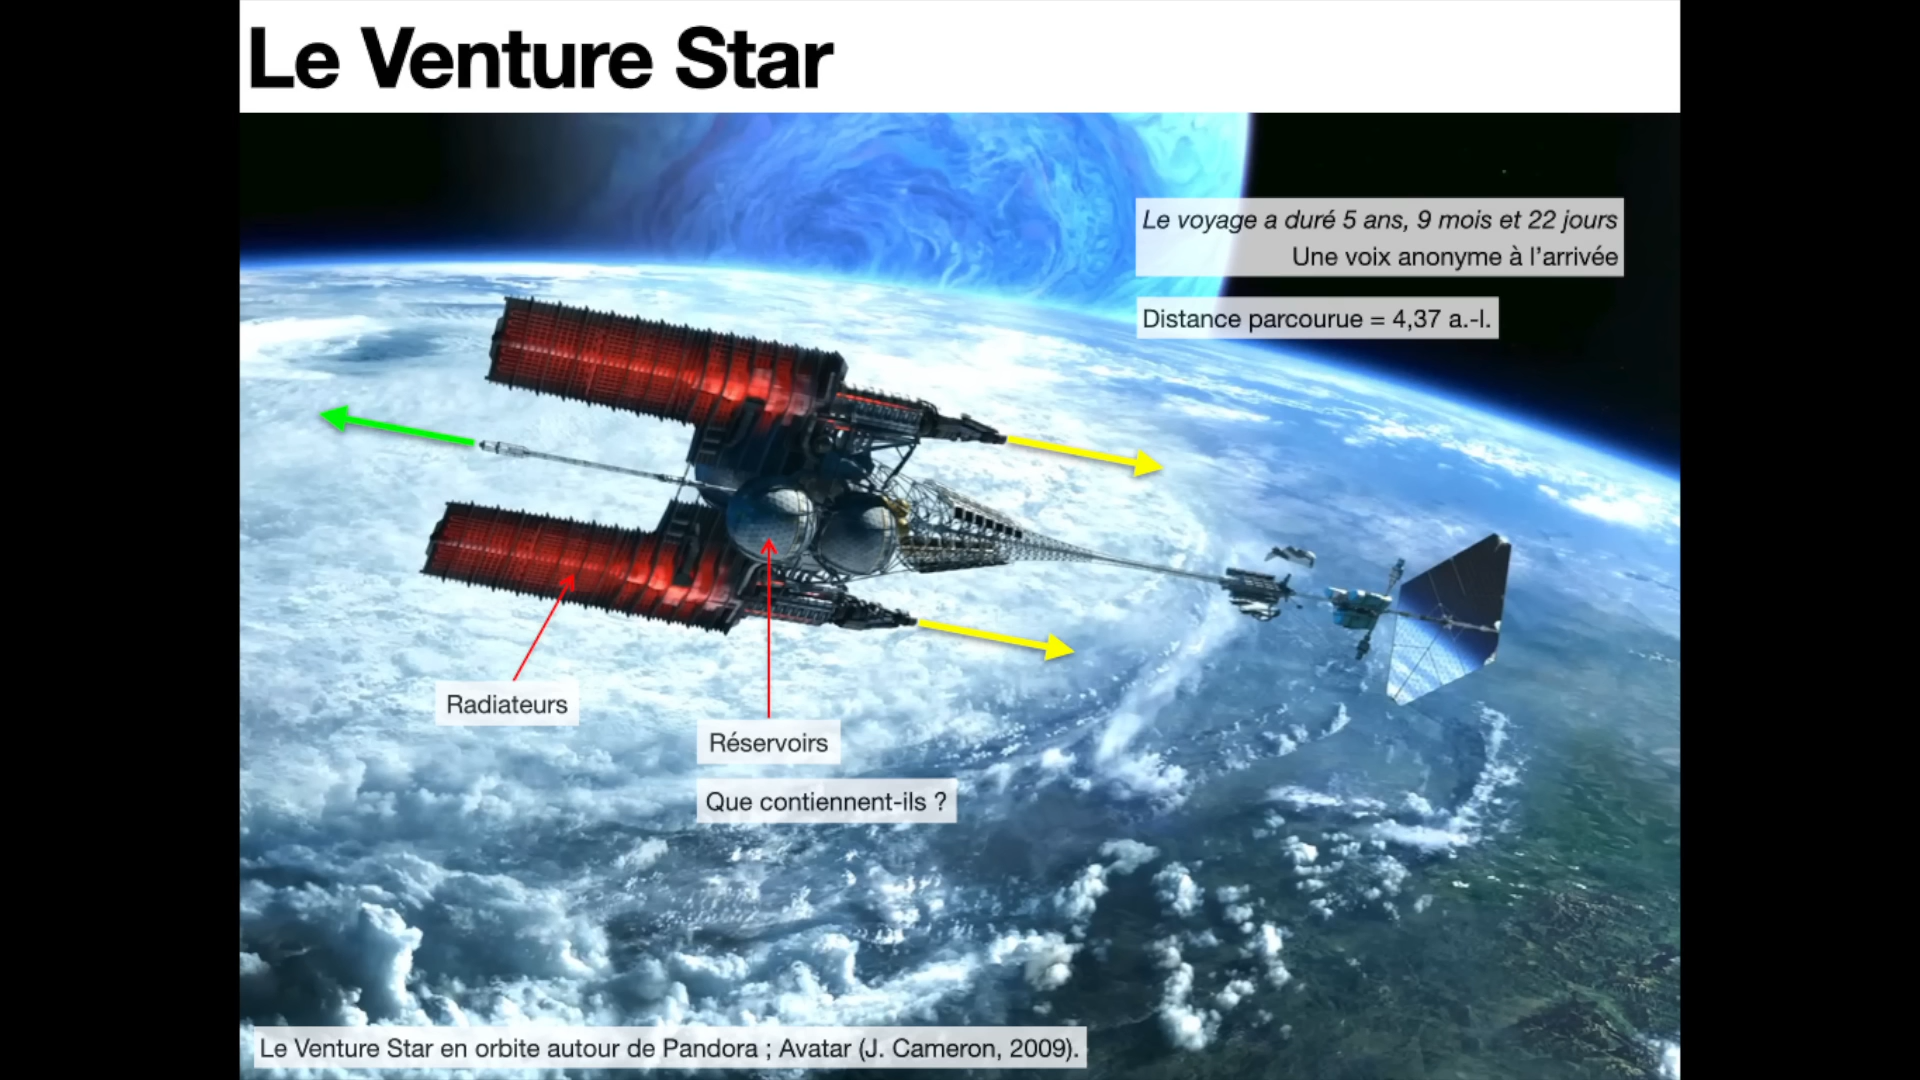 Le Venture Star
Le voyage a duré 5 ans, 9 mois et 22 jours
Une voix anonyme à l’arrivée
Distance parcourue = 4,37 a.-l.
Radiateurs
Réservoirs
Que contiennent-ils ?
Le Venture Star en orbite autour de Pandora ; Avatar (J. Cameron, 2009).